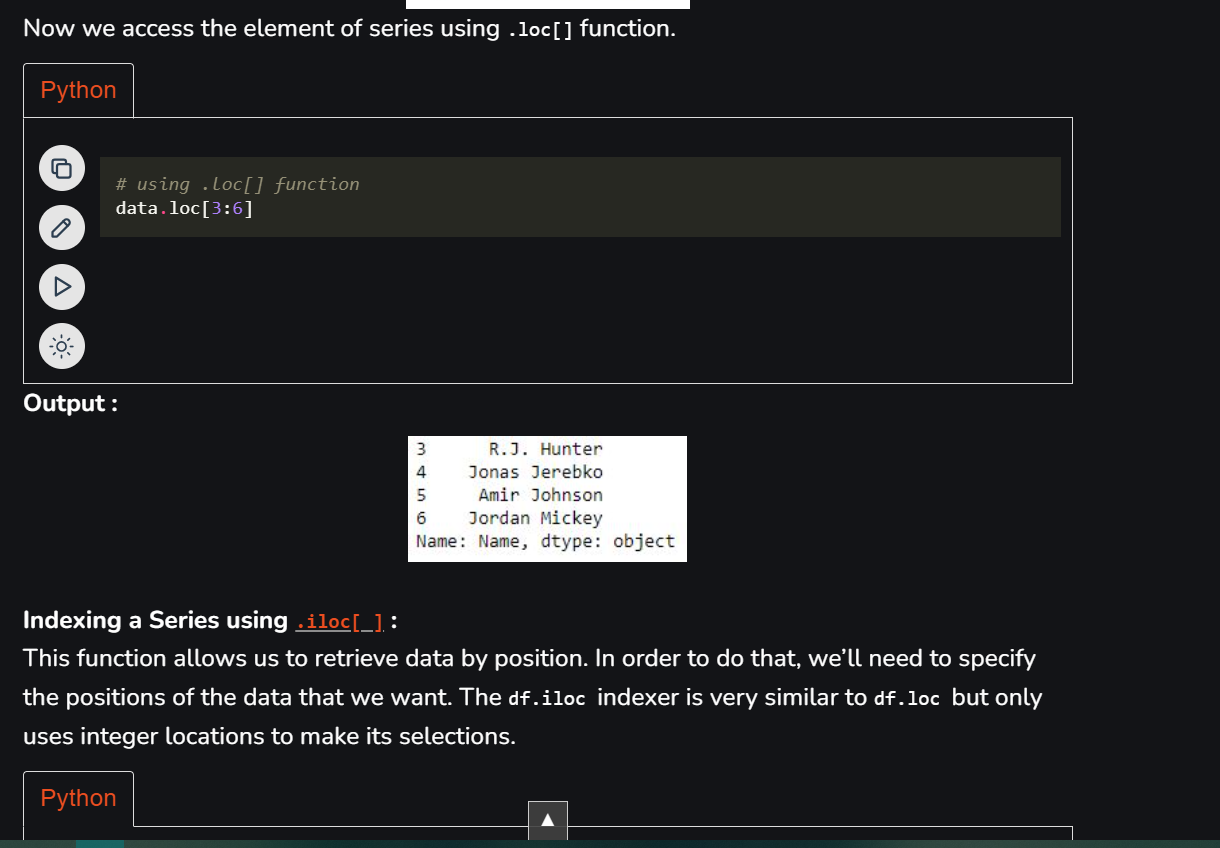 Now we access the element of series using .loc[] function.
Python
# using .loc[] function
data.loc[3:6]
Output :
3 R.J. Hunter
4 Jonas Jerebko
5 Amir Johnson
6 Jordan Mickey
Name: Name, dtype: object
Indexing a Series using .iloc[ ] :
This function allows us to retrieve data by position. In order to do that, we’ll need to specify
the positions of the data that we want. The df.iloc indexer is very similar to df.loc but only
uses integer locations to make its selections.
Python